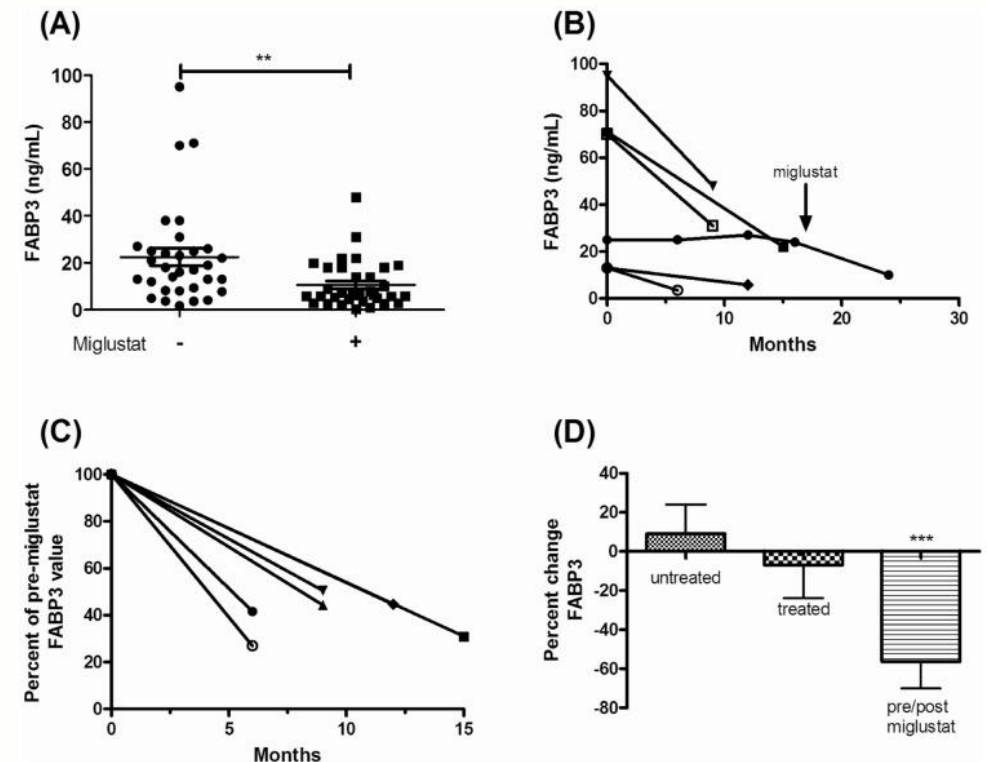 (A)
**
FABP3 (ng/mL)
100
80
60
40
20
0
Miglustat - +
(B)
FABP3 (ng/mL)
100
80
60
40
20
0
miglustat
0 10 20 30
Months
(C)
Percent of pre-miglustat
FABP3 value
100
80
60
40
20
0
0 5 10 15
Months
(D)
Percent change
FABP3
40
20
0
-20
-40
-60
-80
untreated
treated
***
pre/post
miglustat